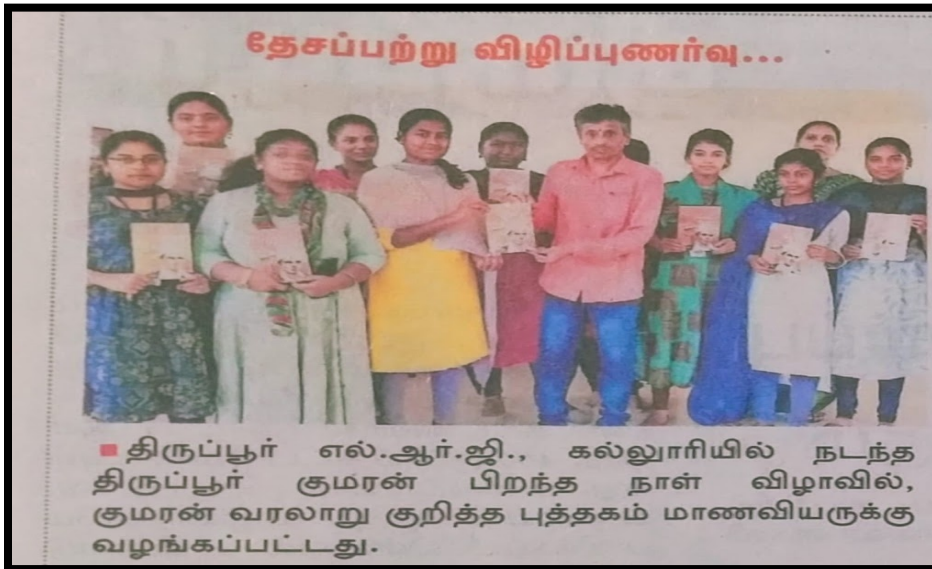 தேசப்பற்று விழிப்புணர்வு...
■ திருப்பூர் எல்.ஆர்.ஜி., கல்லூரியில் நடந்த
திருப்பூர் குமரன் பிறந்த நாள் விழாவில்,
குமரன் வரலாறு குறித்த புத்தகம் மாணவியருக்கு
வழங்கப்பட்டது.